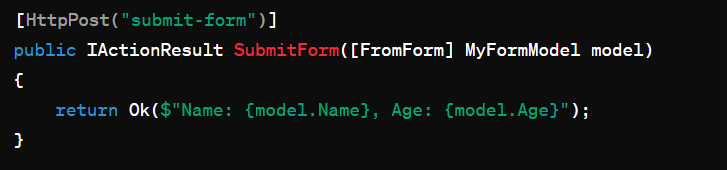 [HttpPost("submit-form")]
public IActionResult SubmitForm([FromForm] MyFormModel model)
{
    return Ok($"Name: {model.Name}, Age: {model.Age}");
}